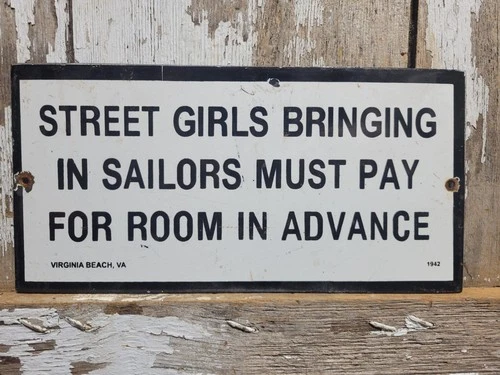 STREET GIRLS BRINGING
IN SAILORS MUST PAY
FOR ROOM IN ADVANCE
VIRGINIA BEACH, VA 1942